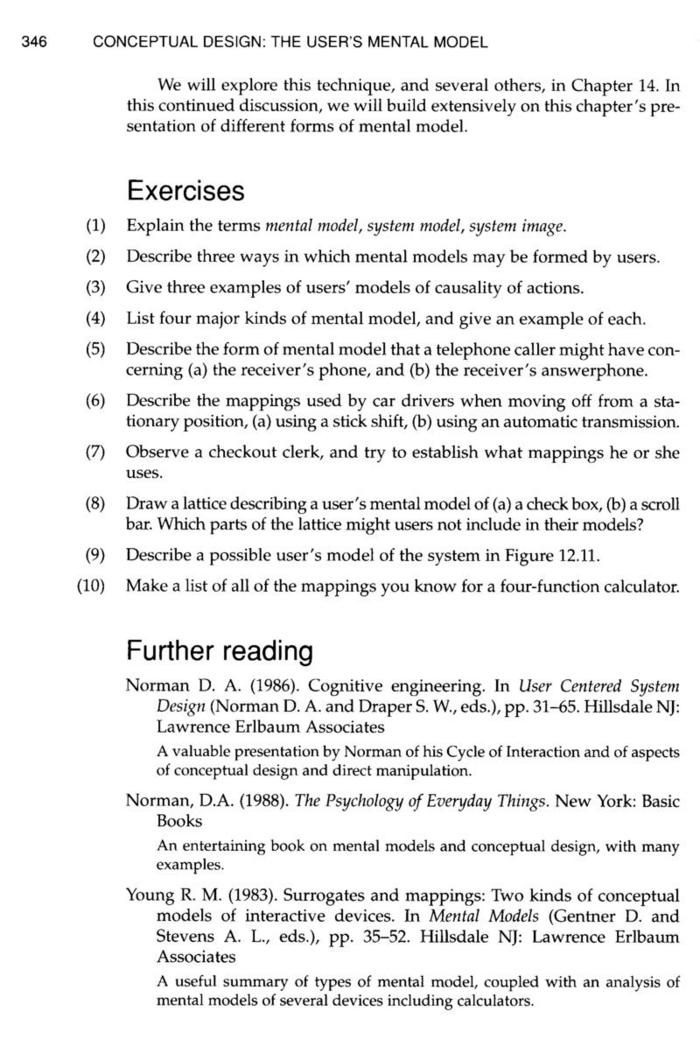 346 CONCEPTUAL DESIGN: THE USER'S MENTAL MODEL
We will explore this technique, and several others, in Chapter 14. In
this continued discussion, we will build extensively on this chapter's pre-
sentation of different forms of mental model.
Exercises
(1) Explain the terms mental model, system model, system image.
(2) Describe three ways in which mental models may be formed by users.
(3) Give three examples of users' models of causality of actions.
(4) List four major kinds of mental model, and give an example of each.
(5) Describe the form of mental model that a telephone caller might have con-
cerning (a) the receiver's phone, and (b) the receiver's answerphone.
(6) Describe the mappings used by car drivers when moving off from a sta-
tionary position, (a) using a stick shift, (b) using an automatic transmission.
(7) Observe a checkout clerk, and try to establish what mappings he or she
uses.
(8) Draw a lattice describing a user's mental model of (a) a check box, (b) a scroll
bar. Which parts of the lattice might users not include in their models?
(9) Describe a possible user's model of the system in Figure 12.11.
(10) Make a list of all of the mappings you know for a four-function calculator.
Further reading
Norman D. A. (1986). Cognitive engineering. In User Centered System
Design (Norman D. A. and Draper S. W., eds.), pp. 31–65. Hillsdale NJ:
Lawrence Erlbaum Associates
A valuable presentation by Norman of his Cycle of Interaction and of aspects
of conceptual design and direct manipulation.
Norman, D.A. (1988). The Psychology of Everyday Things. New York: Basic
Books
An entertaining book on mental models and conceptual design, with many
examples.
Young R. M. (1983). Surrogates and mappings: Two kinds of conceptual
models of interactive devices. In Mental Models (Gentner D. and
Stevens A. L., eds.), pp. 35–52. Hillsdale NJ: Lawrence Erlbaum
Associates
A useful summary of types of mental model, coupled with an analysis of
mental models of several devices including calculators.